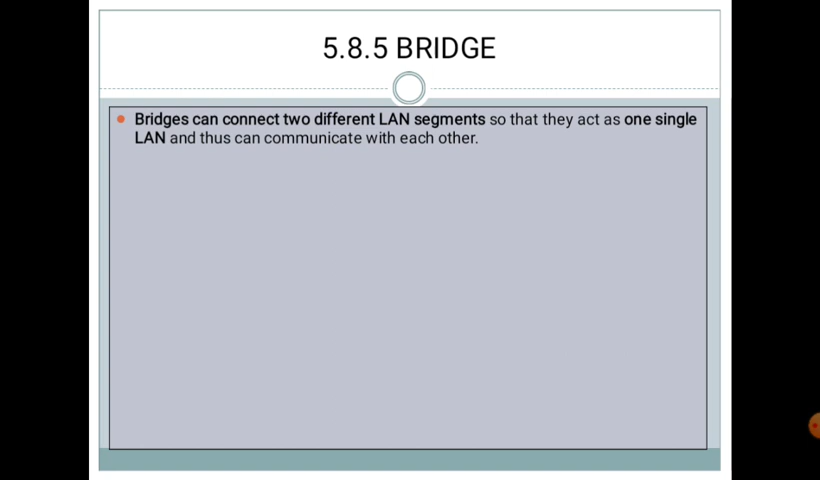 5.8.5 BRIDGE
Bridges can connect two different LAN segments so that they act as one single
LAN and thus can communicate with each other.